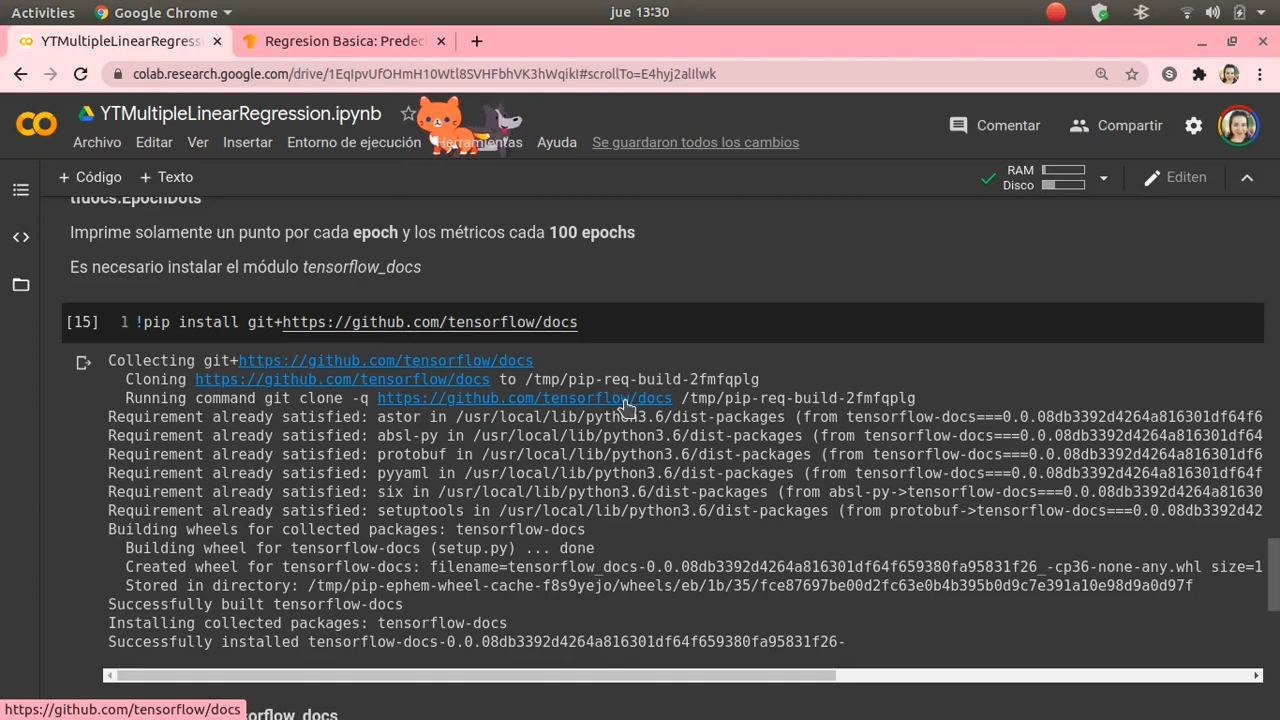 Activities
Google Chrome
jue 13:30
YTMultipleLinearRegressi
Regresion Basica: Predeci
colab.research.google.com/drive/1EqIpvUfOHmH10Wtl8SVHFbhVK3hWqikI#scrollTo=E4hyj2alIlwk
YTMultipleLinearRegression.ipynb
Comentar
Compartir
Archivo Editar Ver Insertar Entorno de ejecución Herramientas Ayuda Se guardaron todos los cambios
+ Código + Texto
RAM
Disco
Editen
tfdocs.EpochDots
Imprime solamente un punto por cada epoch y los métricos cada 100 epochs
Es necesario instalar el módulo tensorflow_docs
[15] 1 !pip install git+https://github.com/tensorflow/docs
Collecting git+https://github.com/tensorflow/docs
Cloning https://github.com/tensorflow/docs to /tmp/pip-req-build-2fmfqplg
Running command git clone -q https://github.com/tensorflow/docs /tmp/pip-req-build-2fmfqplg
Requirement already satisfied: astor in /usr/local/lib/python3.6/dist-packages (from tensorflow-docs===0.0.08db3392d4264a816301df64f6
Requirement already satisfied: absl-py in /usr/local/lib/python3.6/dist-packages (from tensorflow-docs===0.0.08db3392d4264a816301df64
Requirement already satisfied: protobuf in /usr/local/lib/python3.6/dist-packages (from tensorflow-docs===0.0.08db3392d4264a816301df6
Requirement already satisfied: pyyaml in /usr/local/lib/python3.6/dist-packages (from tensorflow-docs===0.0.08db3392d4264a816301df64f
Requirement already satisfied: six in /usr/local/lib/python3.6/dist-packages (from absl-py->tensorflow-docs===0.0.08db3392d4264a81630
Requirement already satisfied: setuptools in /usr/local/lib/python3.6/dist-packages (from protobuf->tensorflow-docs===0.0.08db3392d42
Building wheels for collected packages: tensorflow-docs
Building wheel for tensorflow-docs (setup.py) ... done
Created wheel for tensorflow-docs: filename=tensorflow_docs-0.0.08db3392d4264a816301df64f659380fa95831f26_-cp36-none-any.whl size=1
Stored in directory: /tmp/pip-ephem-wheel-cache-f8s9yejo/wheels/eb/1b/35/fce87697be00d2fc63e0b4b395b0d9c7e391a10e98d9a0d97f
Successfully built tensorflow-docs
Installing collected packages: tensorflow-docs
Successfully installed tensorflow-docs-0.0.08db3392d4264a816301df64f659380fa95831f26-
https://github.com/tensorflow/docs
sorflow_docs